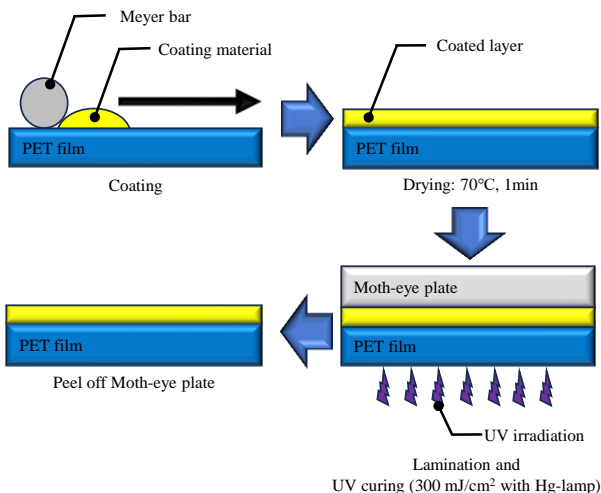 Meyer bar
Coating material
PET film
Coating
Coated layer
PET film
Drying: 70℃, 1min
Moth-eye plate
PET film
UV irradiation
Lamination and
UV curing (300 mJ/cm² with Hg-lamp)
PET film
Peel off Moth-eye plate